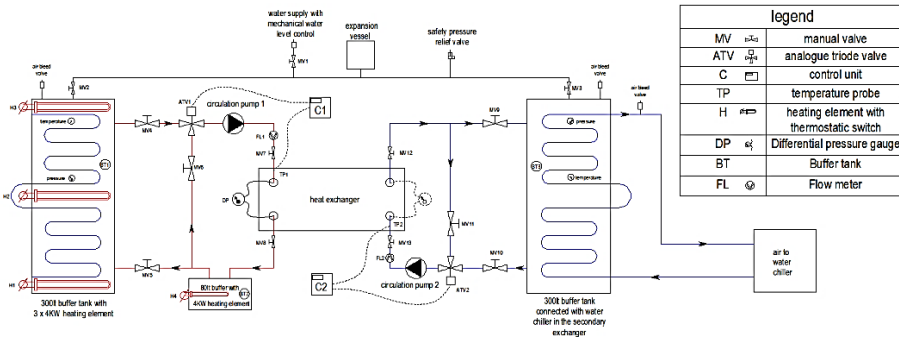 water supply with
mechanical water
level control
expansion
vessel
safely pressure
relief valve
MV1
air bleed
valve
MV2
air bleed
valve
MV3
air bleed
valve
H3
temperature
pressure
BT1
H2
H1
MV4
ATV1
circulation pump 1
C1
MV6
FL1
MV7
TP1
DP
heat exchanger
MV8
TP2
MV5
80lt buffer with
4KW heating element
H4
BT2
300lt buffer tank with
3 x 4KW heating element
MV12
MV9
MV11
MV13
MV10
FL2
C2
circulation pump 2
ATV2
pressure
temperature
BT3
300lt buffer tank
connected with water
chiller in the secondary
exchanger
air to
water
chiller
legend
MV manual valve
ATV analogue triode valve
C control unit
TP temperature probe
H heating element with
thermostatic switch
DP Differential pressure gauge
BT Buffer tank
FL Flow meter